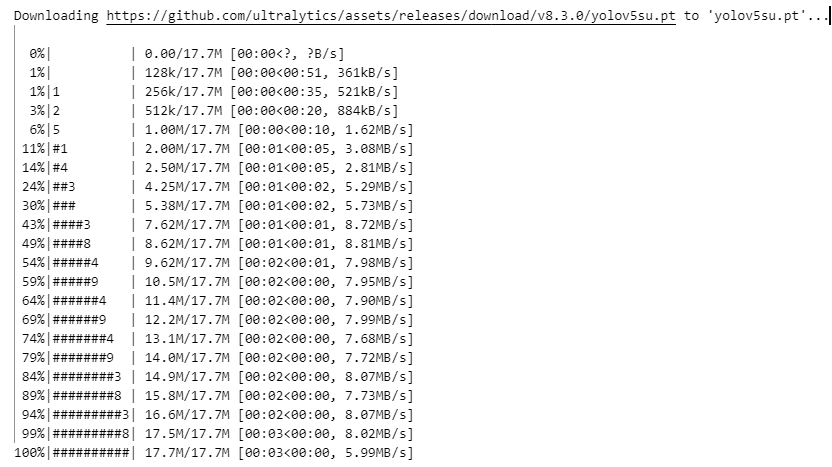 Downloading https://github.com/ultralytics/assets/releases/download/v8.3.0/yolov5su.pt to 'yolov5su.pt'...
  0%|          | 0.00/17.7M [00:00<?, ?B/s]
  1%|          | 128k/17.7M [00:00<00:51, 361kB/s]
  1%|1         | 256k/17.7M [00:00<00:35, 521kB/s]
  3%|2         | 512k/17.7M [00:00<00:20, 884kB/s]
  6%|5         | 1.00M/17.7M [00:00<00:10, 1.62MB/s]
 11%|#1        | 2.00M/17.7M [00:01<00:05, 3.08MB/s]
 14%|#4        | 2.50M/17.7M [00:01<00:05, 2.81MB/s]
 24%|##3       | 4.25M/17.7M [00:01<00:02, 5.29MB/s]
 30%|###       | 5.38M/17.7M [00:01<00:02, 5.73MB/s]
 43%|####3     | 7.62M/17.7M [00:01<00:01, 8.72MB/s]
 49%|####8     | 8.62M/17.7M [00:01<00:01, 8.81MB/s]
 54%|#####4    | 9.62M/17.7M [00:02<00:01, 7.98MB/s]
 59%|#####9    | 10.5M/17.7M [00:02<00:00, 7.95MB/s]
 64%|######4   | 11.4M/17.7M [00:02<00:00, 7.90MB/s]
 69%|######9   | 12.2M/17.7M [00:02<00:00, 7.99MB/s]
 74%|#######4  | 13.1M/17.7M [00:02<00:00, 7.68MB/s]
 79%|#######9  | 14.0M/17.7M [00:02<00:00, 7.72MB/s]
 84%|########3 | 14.9M/17.7M [00:02<00:00, 8.07MB/s]
 89%|########8 | 15.8M/17.7M [00:02<00:00, 7.73MB/s]
 94%|#########3| 16.6M/17.7M [00:02<00:00, 8.07MB/s]
 99%|#########8| 17.5M/17.7M [00:03<00:00, 8.02MB/s]
100%|##########| 17.7M/17.7M [00:03<00:00, 5.99MB/s]